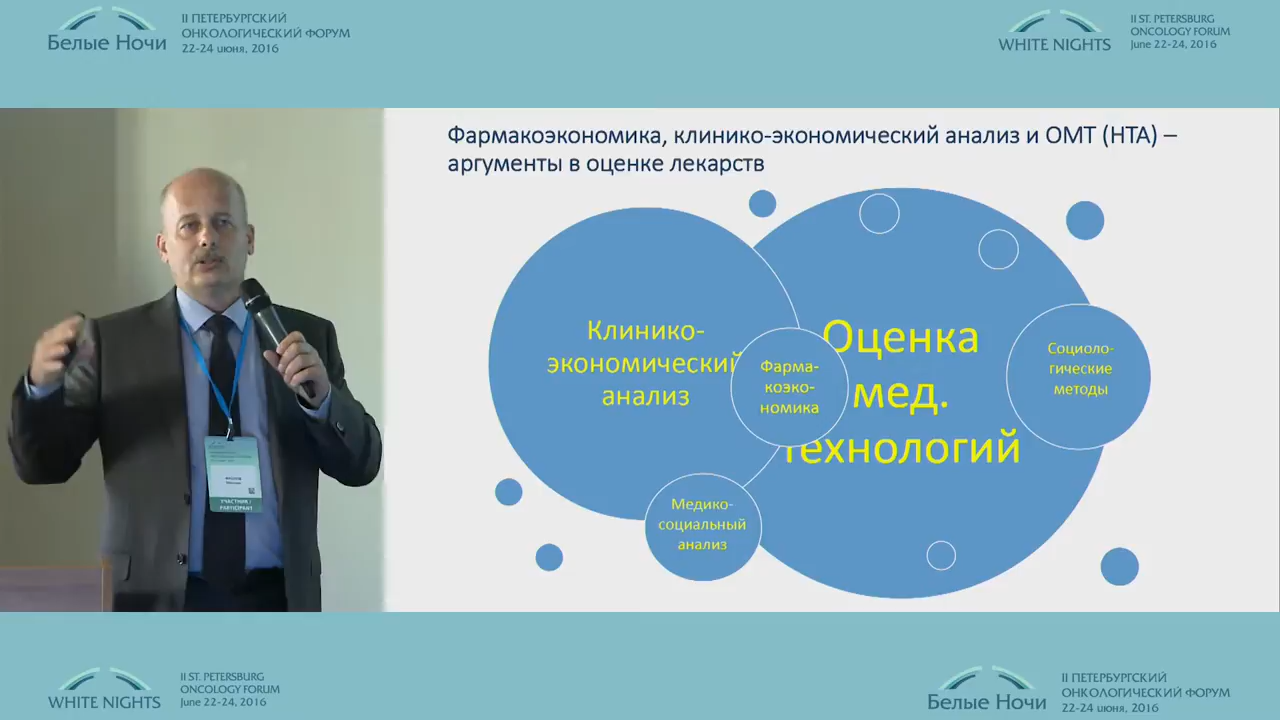 Белые Ночи
II ПЕТЕРБУРГСКИЙ
ОНКОЛОГИЧЕСКИЙ ФОРУМ
22-24 июня, 2016
WHITE NIGHTS
II ST. PETERSBURG
ONCOLOGY FORUM
June 22-24, 2016
Фармакоэкономика, клинико-экономический анализ и ОМТ (HTA) –
аргументы в оценке лекарств
Клинико-
экономический
анализ
Фарма-
коэко-
номика
Оценка
мед.
технологий
Социоло-
гические
методы
Медико-
социальный
анализ
УЧАСТНИК /
PARTICIPANT
WHITE NIGHTS
II ST. PETERSBURG
ONCOLOGY FORUM
June 22-24, 2016
Белые Ночи
II ПЕТЕРБУРГСКИЙ
ОНКОЛОГИЧЕСКИЙ ФОРУМ
22-24 июня, 2016